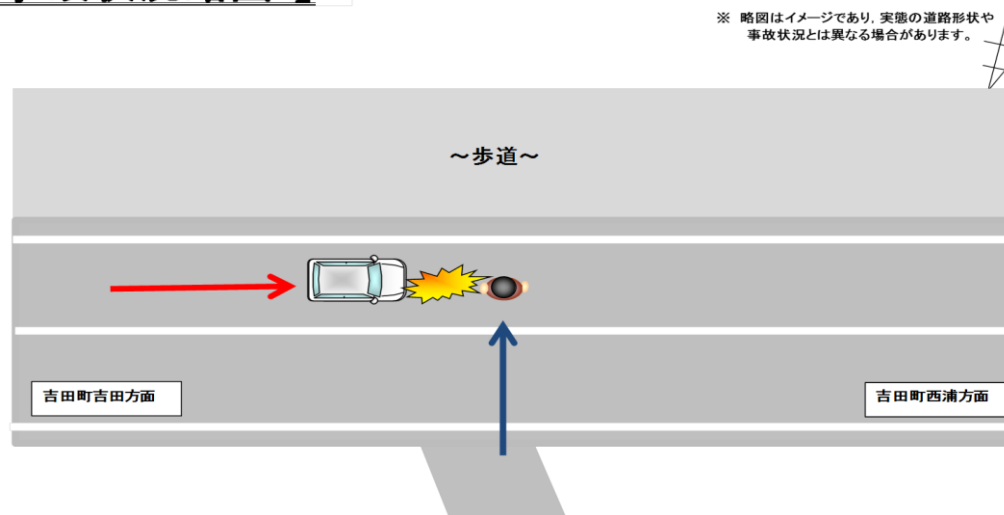 ※ 略図はイメージであり，実態の道路形状や
事故状況とは異なる場合があります。
～歩道～
吉田町吉田方面
吉田町西浦方面